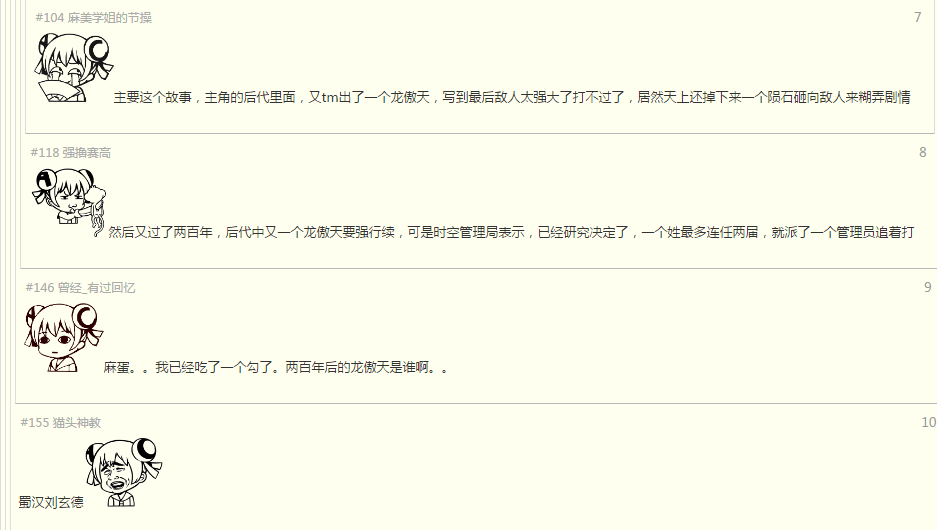 #104 麻美学姐的节操 7
主要这个故事，主角的后代里面，又tm出了一个龙傲天，写到最后敌人太强大了打不过了，居然天上还掉下来一个陨石砸向敌人来糊弄剧情
#118 强撸赛高 8
然后又过了两百年，后代中又一个龙傲天要强行续，可是时空管理局表示，已经研究决定了，一个姓最多连任两届，就派了一个管理员追着打
#146 曾经_有过回忆 9
麻蛋。。我已经吃了一个勾了。两百年后的龙傲天是谁啊。。
#155 猫头神教 10
蜀汉刘玄德